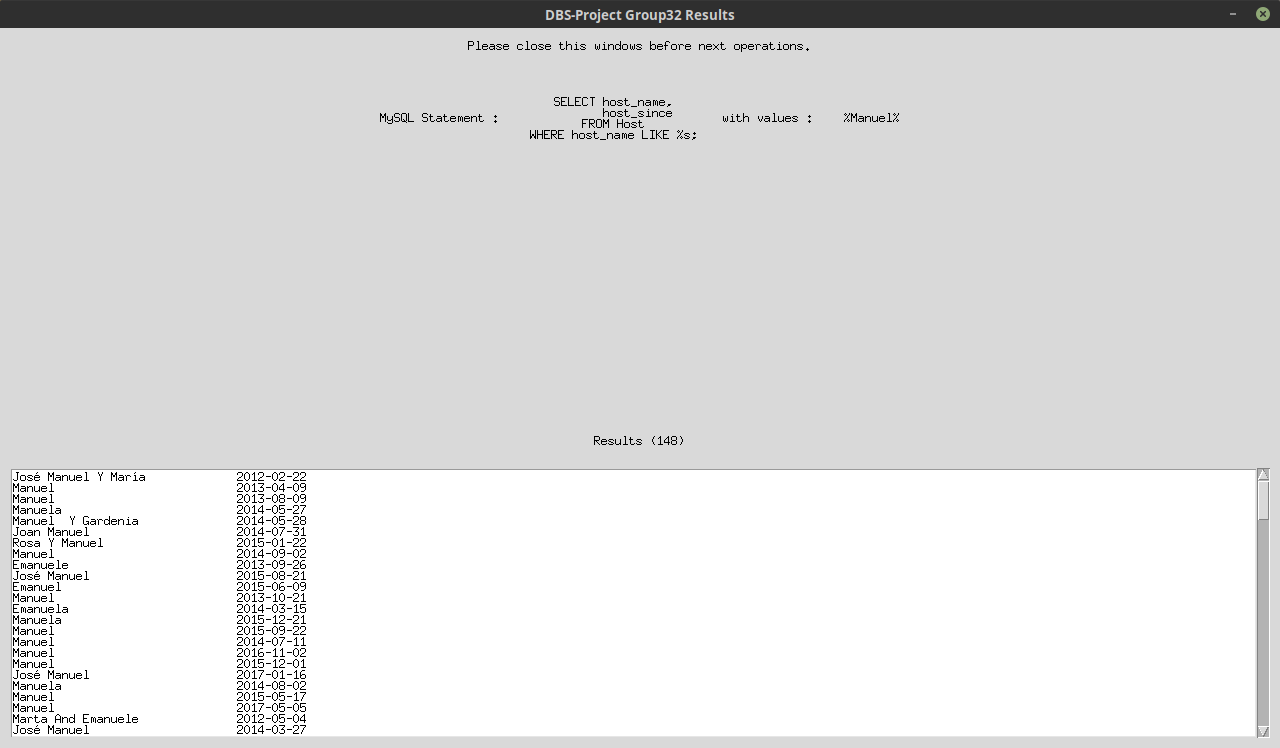 DBS-Project Group32 Results
Please close this windows before next operations.
MySQL Statement :
SELECT host_name,
host_since
FROM Host
WHERE host_name LIKE %s;
with values :
%Manuel%
Results (148)
José Manuel Y María 2012-02-22
Manuel 2013-04-09
Manuel 2013-08-09
Manuela 2014-05-27
Manuel  Y Gardenia 2014-05-28
Joan Manuel 2014-07-31
Rosa Y Manuel 2015-01-22
Manuel 2014-09-02
Emanuele 2013-09-26
José Manuel 2015-08-21
Emanuel 2015-06-09
Manuel 2013-10-21
Emanuela 2014-03-15
Manuela 2015-12-21
Manuel 2015-09-22
Manuel 2014-07-11
Manuel 2016-11-02
Manuel 2015-12-01
José Manuel 2017-01-16
Manuela 2014-08-02
Manuel 2015-05-17
Manuel 2017-05-05
Marta And Emanuele 2012-05-04
José Manuel 2014-03-27